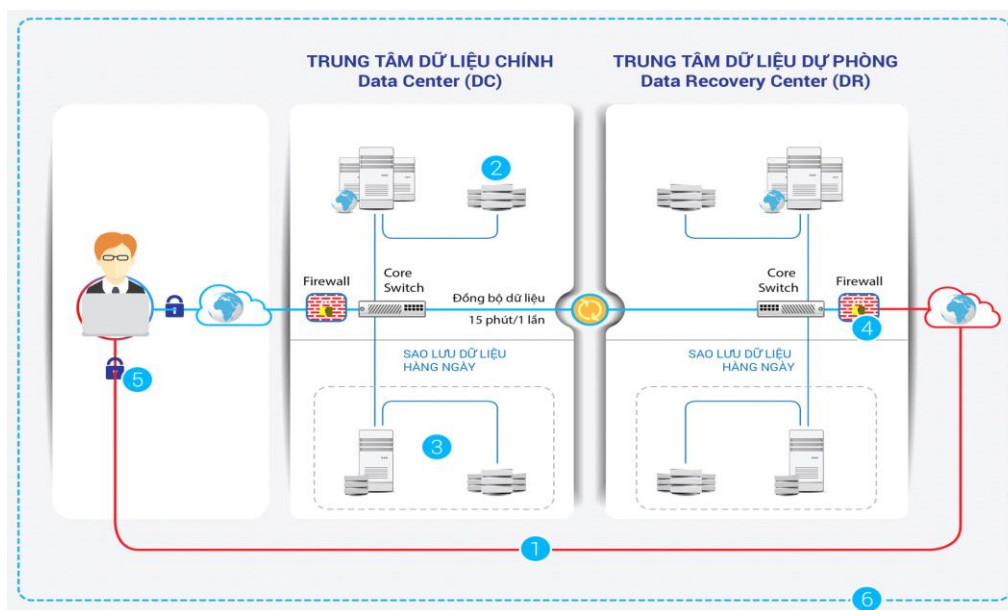 TRUNG TÂM DỮ LIỆU CHÍNH
Data Center (DC)
TRUNG TÂM DỮ LIỆU DỰ PHÒNG
Data Recovery Center (DR)
2
Firewall
Core
Switch
Đồng bộ dữ liệu
15 phút/1 lần
Core
Switch
Firewall
4
SAO LƯU DỮ LIỆU
HÀNG NGÀY
SAO LƯU DỮ LIỆU
HÀNG NGÀY
5
3
1
6